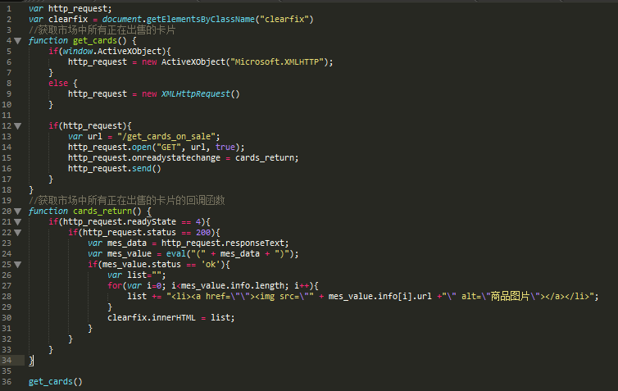 1 var http_request;
2 var clearfix = document.getElementsByClassName("clearfix")
3 //获取市场中所有正在出售的卡片
4 function get_cards() {
5 if(window.ActiveXObject){
6 http_request = new ActiveXObject("Microsoft.XMLHTTP");
7 }
8 else {
9 http_request = new XMLHttpRequest()
10 }
11
12 if(http_request){
13 var url = "/get_cards_on_sale";
14 http_request.open("GET", url, true);
15 http_request.onreadystatechange = cards_return;
16 http_request.send()
17 }
18 }
19 //获取市场中所有正在出售的卡片的回调函数
20 function cards_return() {
21 if(http_request.readyState == 4){
22 if(http_request.status == 200){
23 var mes_data = http_request.responseText;
24 var mes_value = eval("(" + mes_data + ")");
25 if(mes_value.status == 'ok'){
26 var list="";
27 for(var i=0; i<mes_value.info.length; i++){
28 list += "<li><a href=\"\"><img src=\"" + mes_value.info[i].url +"\" alt=\"商品图片\"></a></li>";
29 }
30 clearfix.innerHTML = list;
31 }
32 }
33 }
34 }
35
36 get_cards()